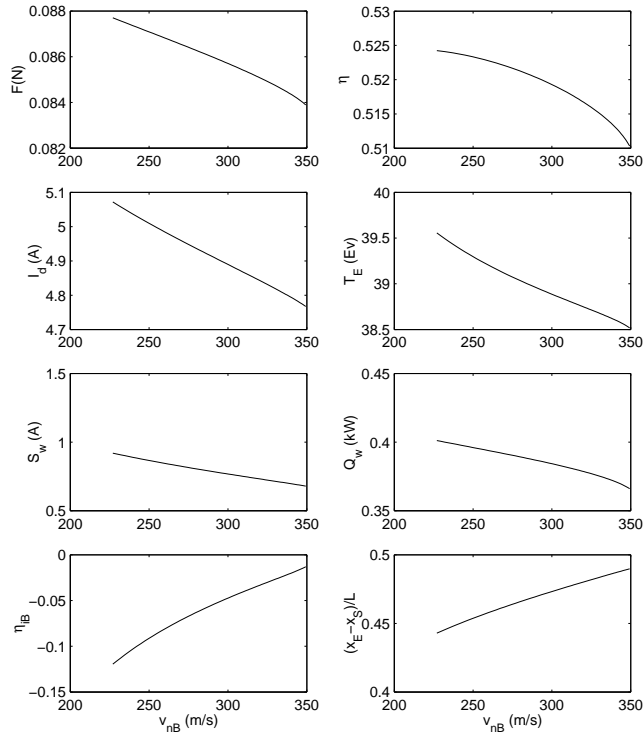 0.088
0.086
0.084
0.082
200 250 300 350
F(N)
0.53
0.525
0.52
0.515
0.51
200 250 300 350
η
5.1
5
4.9
4.8
4.7
200 250 300 350
I_d (A)
40
39.5
39
38.5
200 250 300 350
T_E (Ev)
1.5
1
0.5
200 250 300 350
S_w (A)
0.45
0.4
0.35
200 250 300 350
Q_w (kW)
0
−0.05
−0.1
−0.15
200 250 300 350
η_iB
v_nB (m/s)
0.5
0.45
0.4
200 250 300 350
(x_E−x_S)/L
v_nB (m/s)